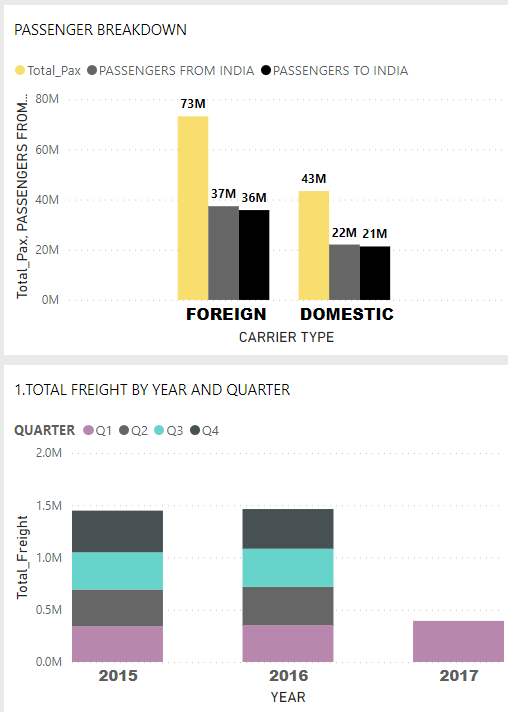 PASSENGER BREAKDOWN
Total_Pax PASSENGERS FROM INDIA PASSENGERS TO INDIA
Total_Pax, PASSENGERS FROM...
80M
60M
40M
20M
0M
73M
37M 36M
43M
22M 21M
FOREIGN DOMESTIC
CARRIER TYPE
1.TOTAL FREIGHT BY YEAR AND QUARTER
QUARTER Q1 Q2 Q3 Q4
Total_Freight
2.0M
1.5M
1.0M
0.5M
0.0M
2015 2016 2017
YEAR